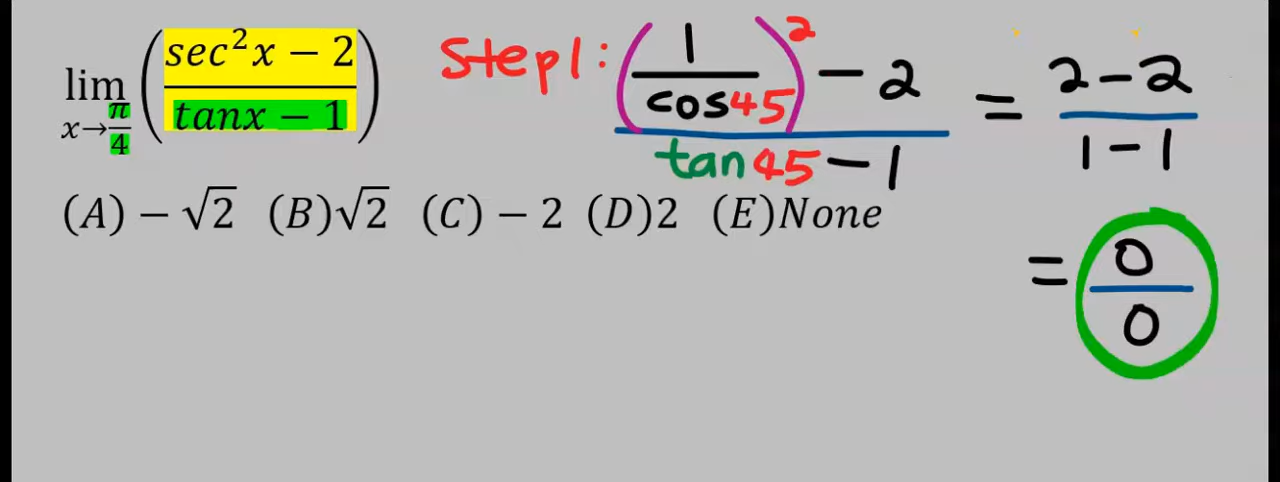 lim x→π/4 (sec²x − 2 / tanx − 1)
Step1: (1 / cos45)² − 2 / tan45 − 1 = 2 − 2 / 1 − 1
(A) − √2 (B)√2 (C) − 2 (D)2 (E)None
= 0 / 0